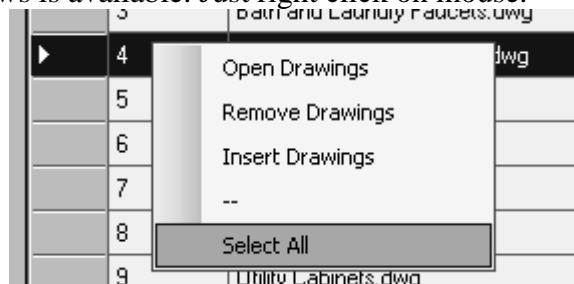 ws is available. Just right click on mouse.
3 Bath and Laundry Faucets.dwg
4 dwg
Open Drawings
5
Remove Drawings
6
Insert Drawings
7
--
8
Select All
9 Utility Cabinets.dwg